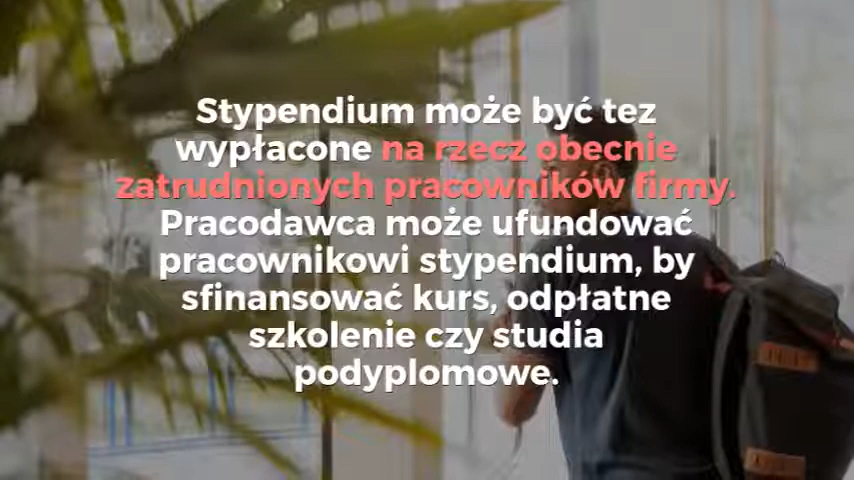 Stypendium może być tez
wypłacone na rzecz obecnie
zatrudnionych pracowników firmy.
Pracodawca może ufundować
pracownikowi stypendium, by
sfinansować kurs, odpłatne
szkolenie czy studia
podyplomowe.